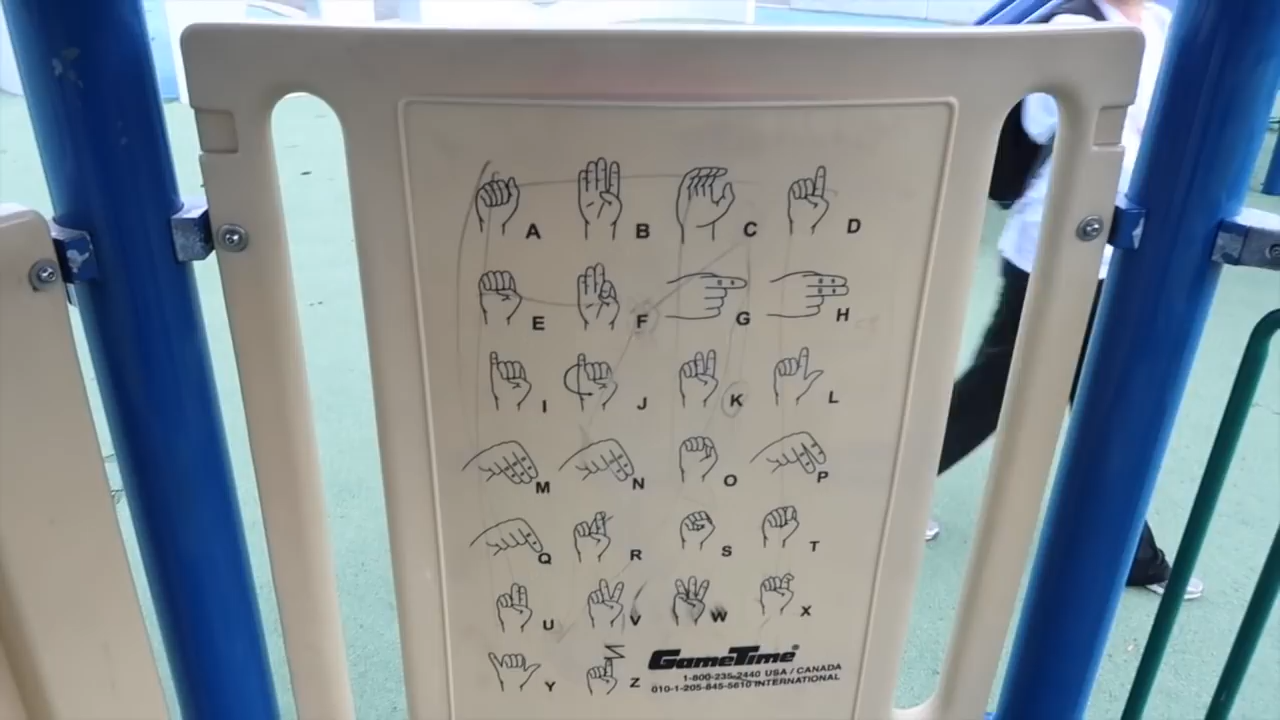 A B C D
E F G H
I J K L
M N O P
Q R S T
U V W X
Y Z
GameTime®
1-800-235-2440 USA / CANADA
010-1-205-845-5610 INTERNATIONAL